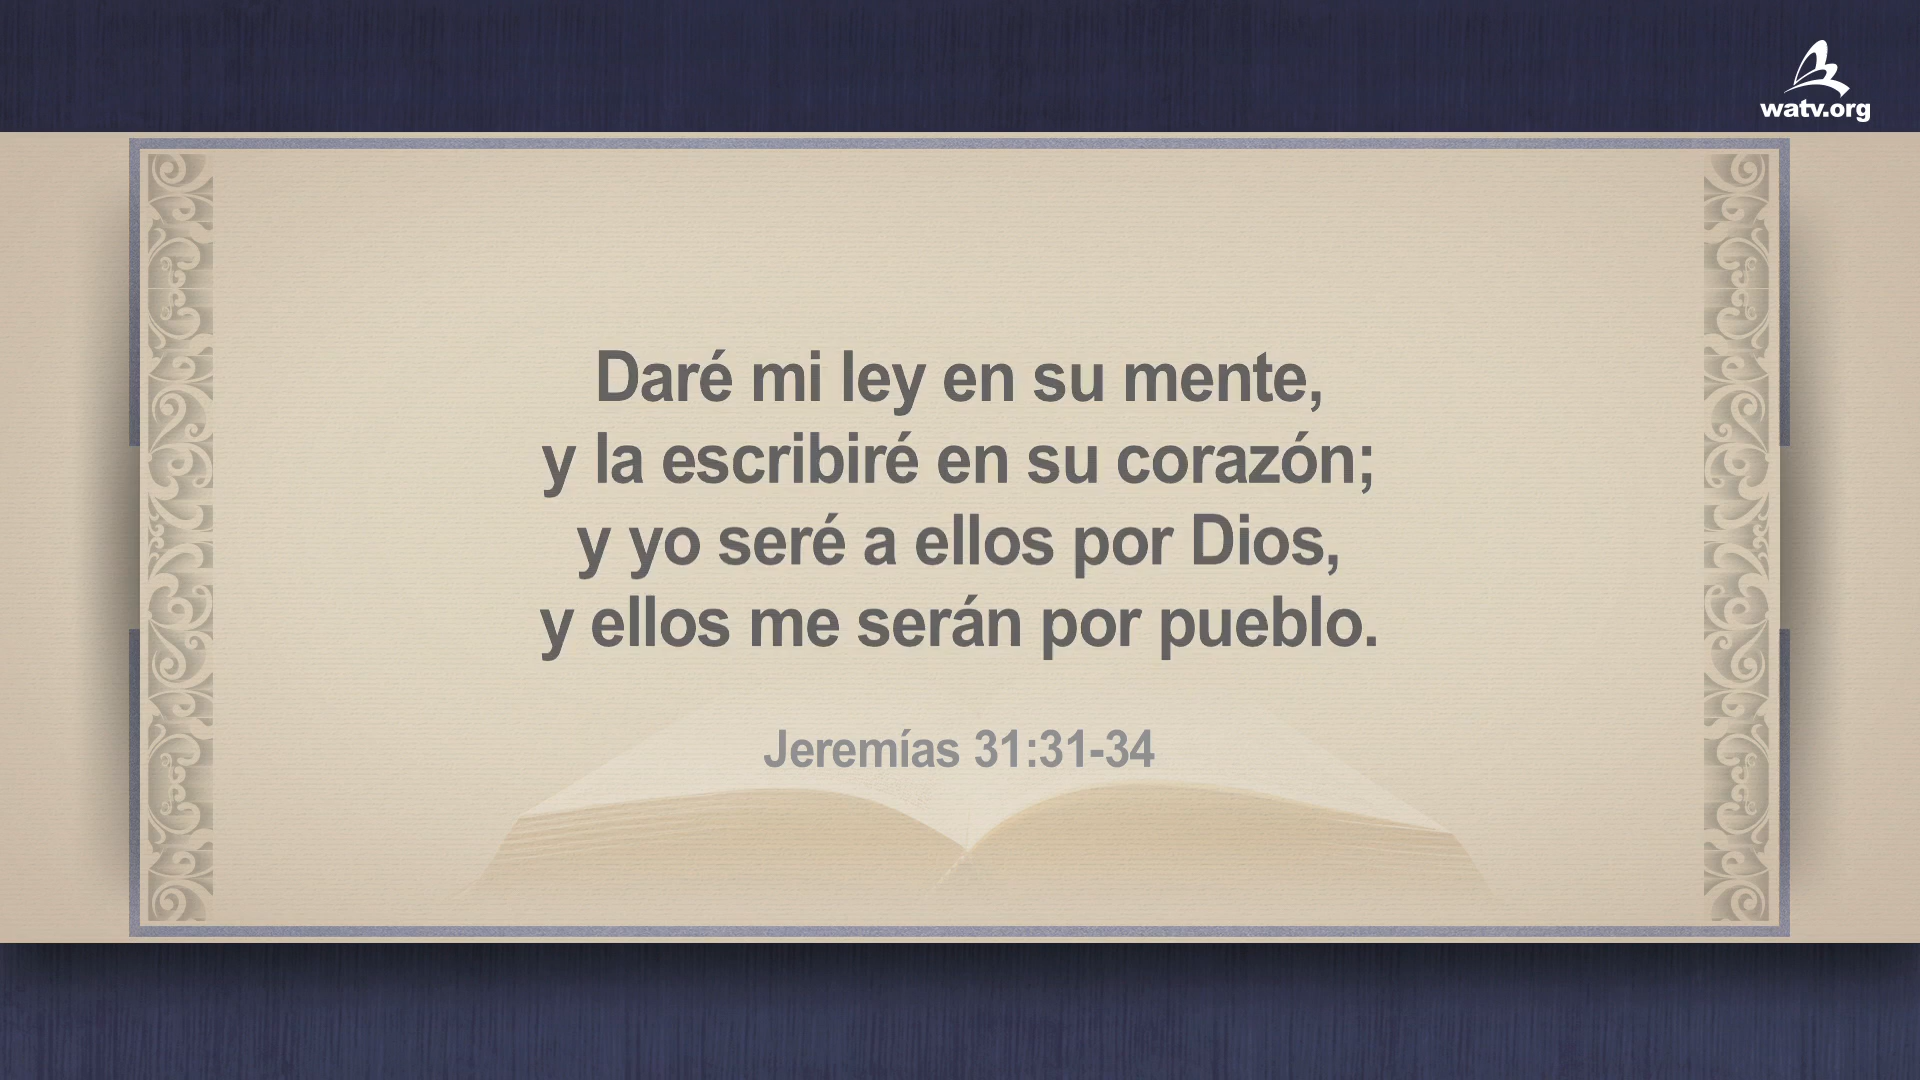 watv.org
Daré mi ley en su mente,
y la escribiré en su corazón;
y yo seré a ellos por Dios,
y ellos me serán por pueblo.
Jeremías 31:31-34